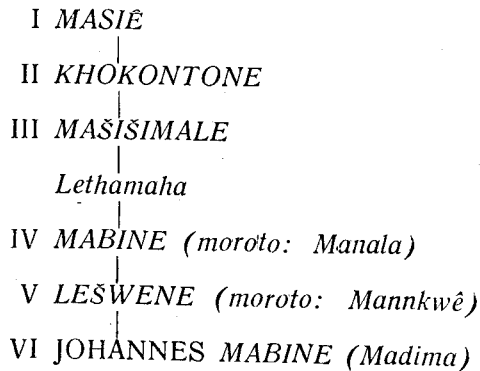 I MASIÊ
II KHOKONTONE
III MAŠIŠIMALE
Lethamaha
IV MABINE (moroto: Manala)
V LEŠWENE (moroto: Mannkwê)
VI JOHANNES MABINE (Madima)